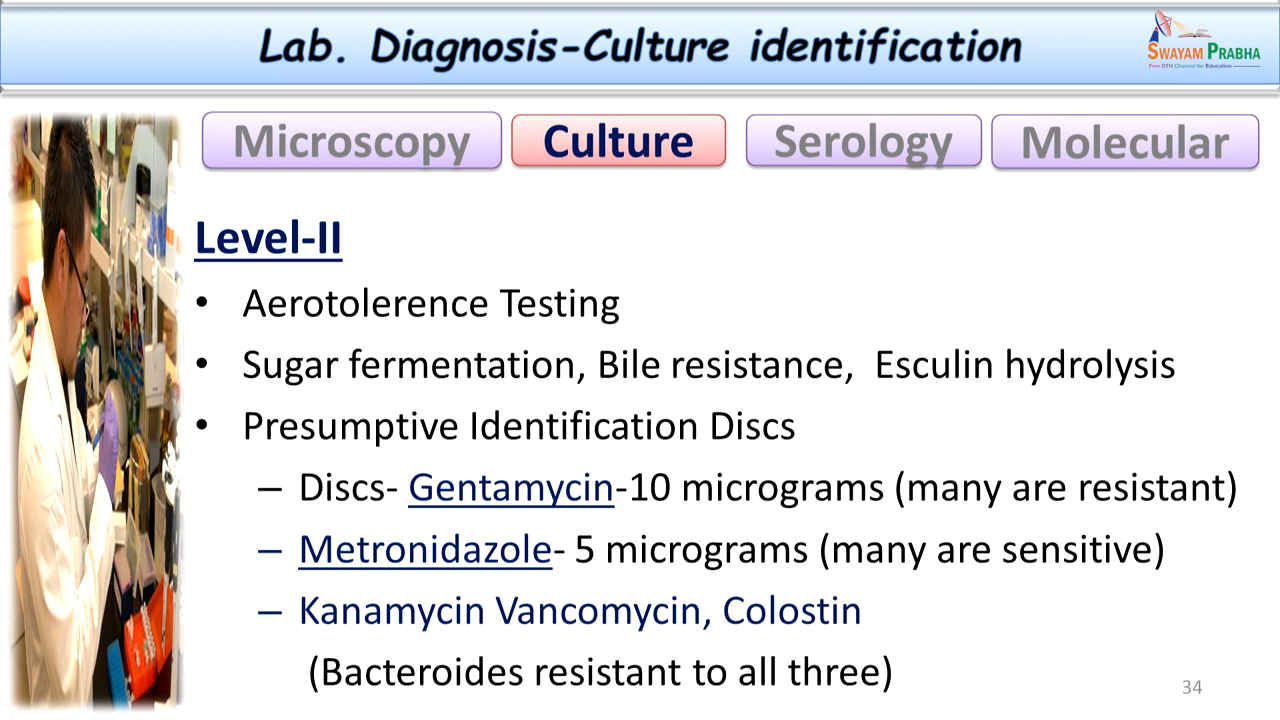 Lab. Diagnosis-Culture identification
SWAYAM PRABHA
Free DTH Channel for Education
Microscopy
Culture
Serology
Molecular
Level-II
• Aerotolerence Testing
• Sugar fermentation, Bile resistance, Esculin hydrolysis
• Presumptive Identification Discs
– Discs- Gentamycin-10 micrograms (many are resistant)
– Metronidazole- 5 micrograms (many are sensitive)
– Kanamycin Vancomycin, Colostin
(Bacteroides resistant to all three)
34